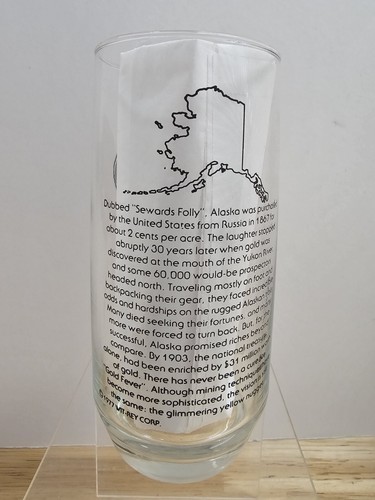 Dubbed "Sewards Folly", Alaska was purchased
by the United States from Russia in 1867 for
about 2 cents per acre. The laughter stopped
abruptly 30 years later when gold was
discovered at the mouth of the Yukon River
and some 60,000 would-be prospectors
headed north. Traveling mostly on foot and
backpacking their gear, they faced incredible
odds and hardships on the rugged Alaskan
Many died seeking their fortunes, and many
more were forced to turn back. But, for the
successful, Alaska promised riches beyond
compare. By 1903, the national treasury
alone, had been enriched by $31 million
of gold. There has never been a cure for
"Gold Fever". Although mining techniques
become more sophisticated, the vision
the same: the glimmering yellow nugget
© 1977 WIT-REY CORP.